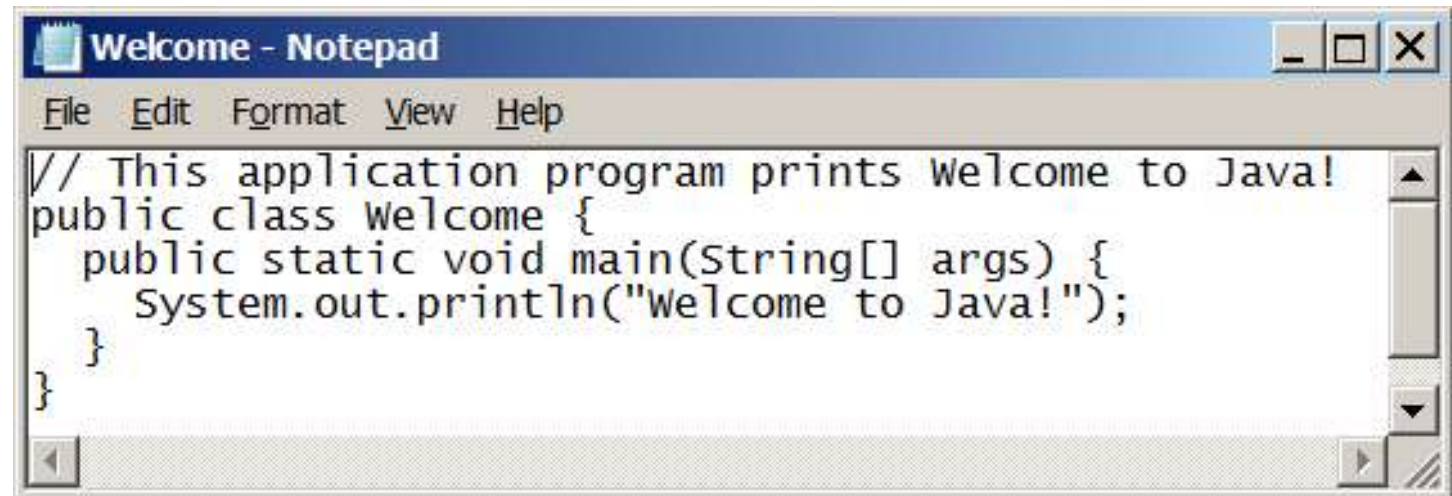 Welcome - Notepad
File Edit Format View Help
// This application program prints Welcome to Java!
public class Welcome {
  public static void main(String[] args) {
    System.out.println("Welcome to Java!");
  }
}